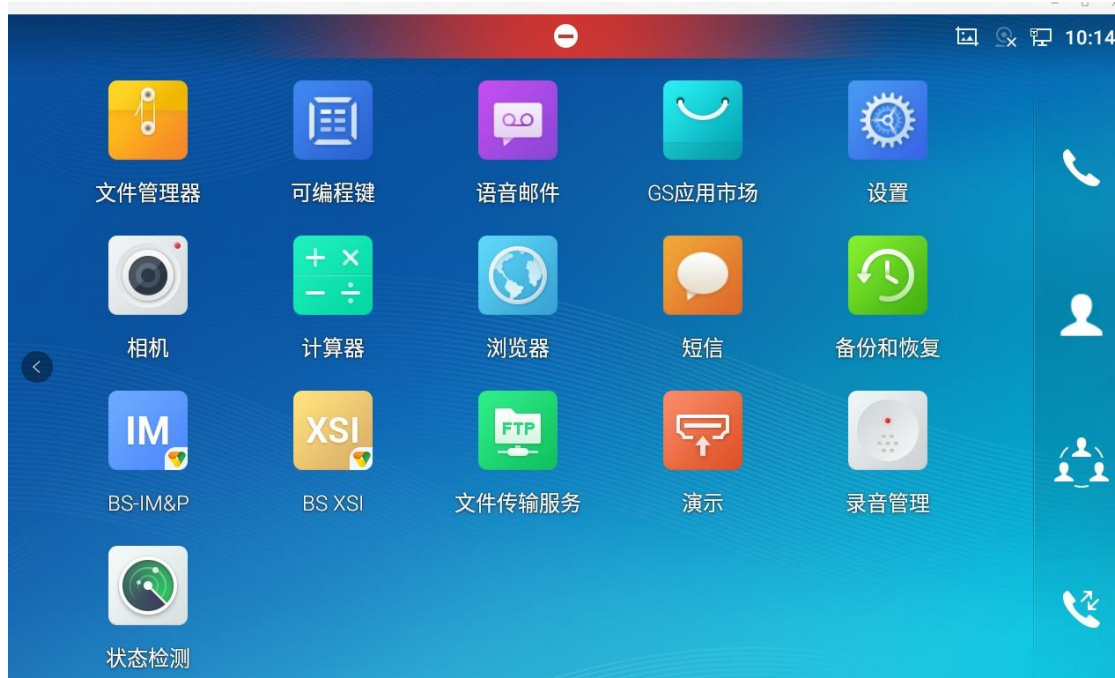 10:14
文件管理器
可编程键
语音邮件
GS应用市场
设置
相机
计算器
浏览器
短信
备份和恢复
IM
XSI
FTP
BS-IM&P
BS XSI
文件传输服务
演示
录音管理
状态检测